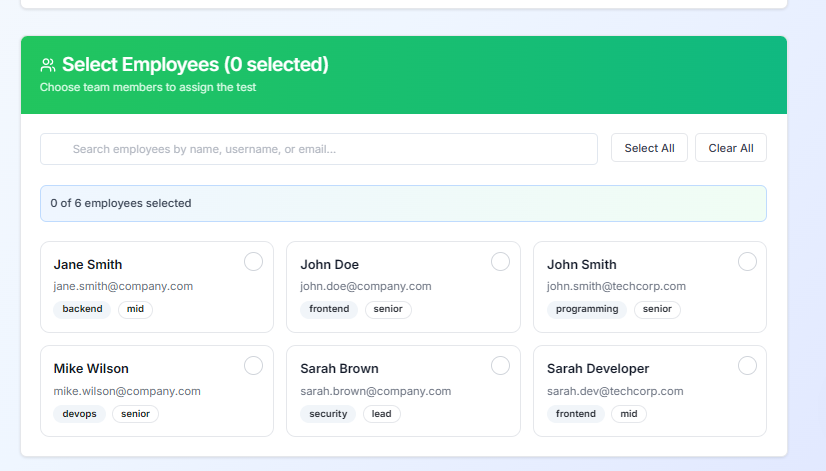 Select Employees (0 selected)
Choose team members to assign the test
Search employees by name, username, or email...
Select All
Clear All
0 of 6 employees selected
Jane Smith
jane.smith@company.com
backend mid
John Doe
john.doe@company.com
frontend senior
John Smith
john.smith@techcorp.com
programming senior
Mike Wilson
mike.wilson@company.com
devops senior
Sarah Brown
sarah.brown@company.com
security lead
Sarah Developer
sarah.dev@techcorp.com
frontend mid